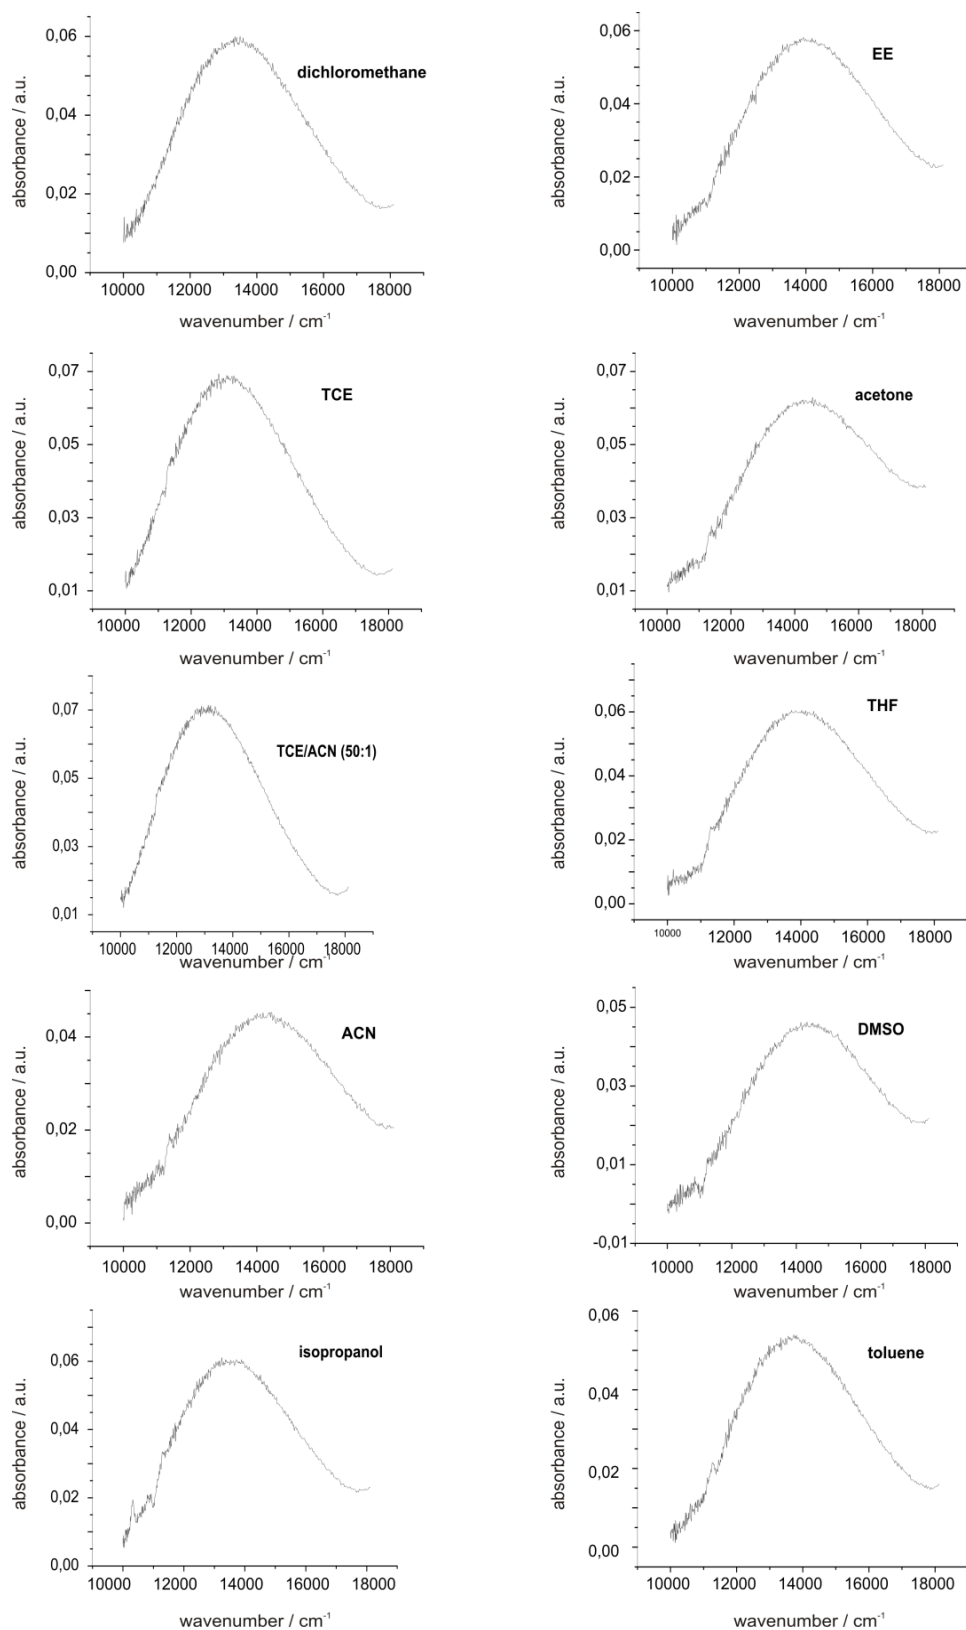 0,06
0,04
0,02
0,00
absorbance / a.u.
dichloromethane
10000 12000 14000 16000 18000
wavenumber / cm⁻¹
0,06
0,05
0,04
0,03
0,02
0,01
0,00
absorbance / a.u.
EE
10000 12000 14000 16000 18000
wavenumber / cm⁻¹
0,07
0,05
0,03
0,01
absorbance / a.u.
TCE
10000 12000 14000 16000 18000
wavenumber / cm⁻¹
0,07
0,05
0,03
0,01
absorbance / a.u.
acetone
10000 12000 14000 16000 18000
wavenumber / cm⁻¹
0,07
0,05
0,03
0,01
absorbance / a.u.
TCE/ACN (50:1)
10000 12000 14000 16000 18000
wavenumber / cm⁻¹
0,06
0,04
0,02
0,00
absorbance / a.u.
THF
10000 12000 14000 16000 18000
wavenumber / cm⁻¹
0,04
0,02
0,00
absorbance / a.u.
ACN
10000 12000 14000 16000 18000
wavenumber / cm⁻¹
0,05
0,03
0,01
-0,01
absorbance / a.u.
DMSO
10000 12000 14000 16000 18000
wavenumber / cm⁻¹
0,06
0,04
0,02
0,00
absorbance / a.u.
isopropanol
10000 12000 14000 16000 18000
wavenumber / cm⁻¹
0,06
0,04
0,02
0,00
absorbance / a.u.
toluene
10000 12000 14000 16000 18000
wavenumber / cm⁻¹